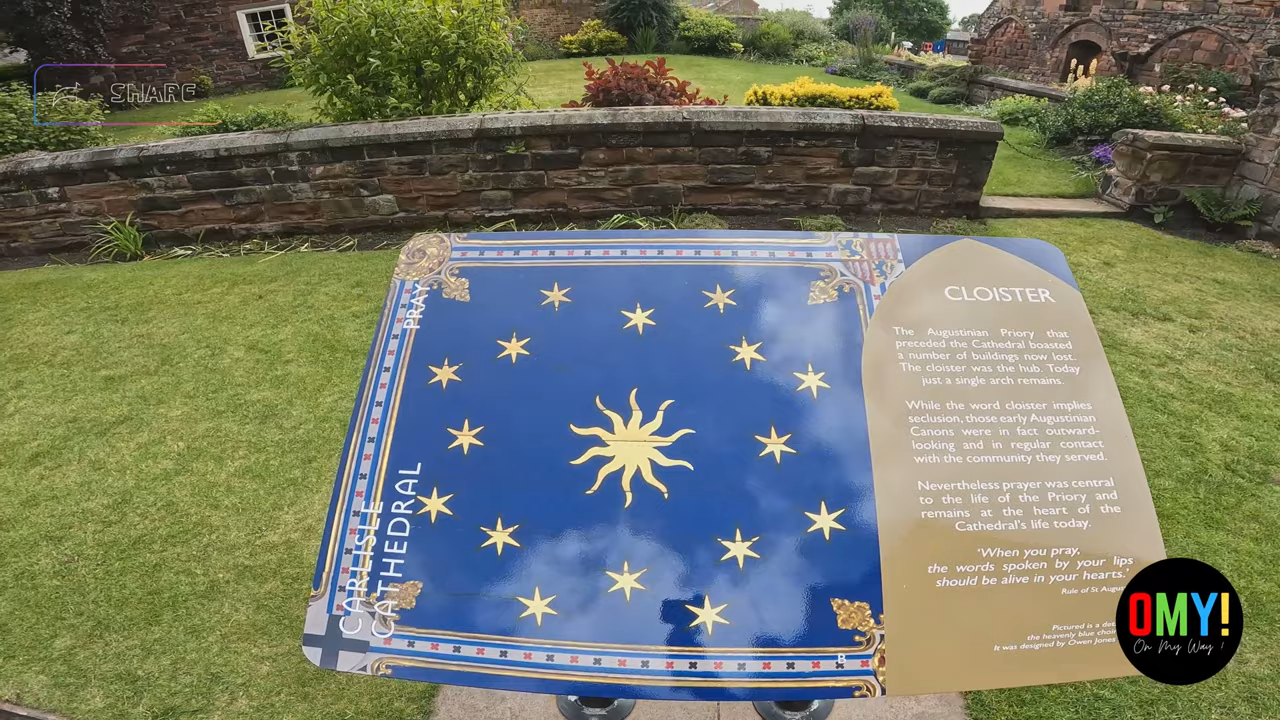 SHARE
PRAY
CARLISLE
CATHEDRAL
CLOISTER
The Augustinian Priory that
preceded the Cathedral boasted
a number of buildings now lost.
The cloister was the hub. Today
just a single arch remains.
While the word cloister implies
seclusion, those early Augustinian
Canons were in fact outward-
looking and in regular contact
with the community they served.
Nevertheless prayer was central
to the life of the Priory and
remains at the heart of the
Cathedral's life today.
'When you pray,
the words spoken by your lips
should be alive in your hearts.'
Rule of St
Pictured is a
the heavenly blue
It was designed by Owen Jones
B
OMY!
On My Way !